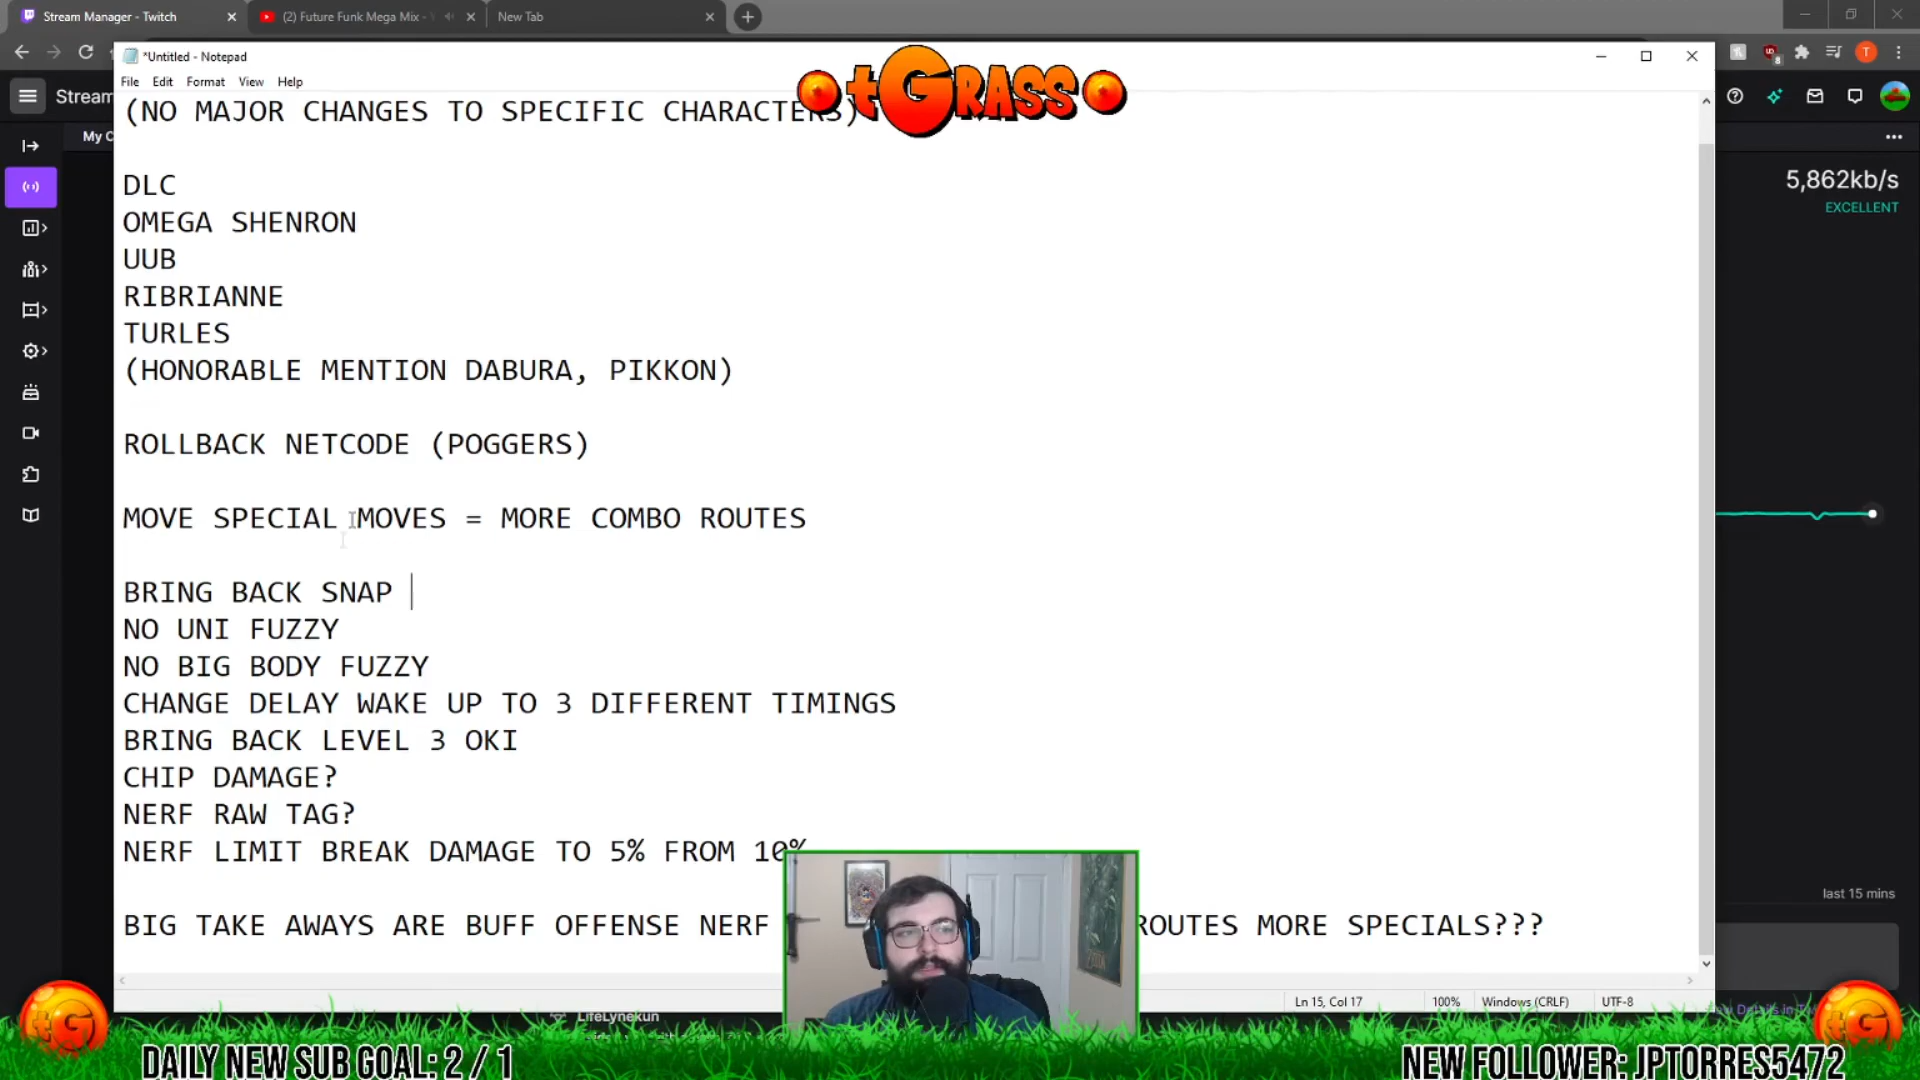 Stream Manager - Twitch
(2) Future Funk Mega Mix -
New Tab
*Untitled - Notepad
File Edit Format View Help
tGRASS
Stream
My C
(NO MAJOR CHANGES TO SPECIFIC CHARACTERS)
5,862kb/s
EXCELLENT
DLC
OMEGA SHENRON
UUB
RIBRIANNE
TURLES
(HONORABLE MENTION DABURA, PIKKON)
ROLLBACK NETCODE (POGGERS)
MOVE SPECIAL MOVES = MORE COMBO ROUTES
BRING BACK SNAP
NO UNI FUZZY
NO BIG BODY FUZZY
CHANGE DELAY WAKE UP TO 3 DIFFERENT TIMINGS
BRING BACK LEVEL 3 OKI
CHIP DAMAGE?
NERF RAW TAG?
NERF LIMIT BREAK DAMAGE TO 5% FROM 10%
last 15 mins
BIG TAKE AWAYS ARE BUFF OFFENSE NERF ROUTES MORE SPECIALS???
Ln 15, Col 17 100% Windows (CRLF) UTF-8
LifeLynekun
tG
tG
DAILY NEW SUB GOAL: 2 / 1
NEW FOLLOWER: JPTORRES5472